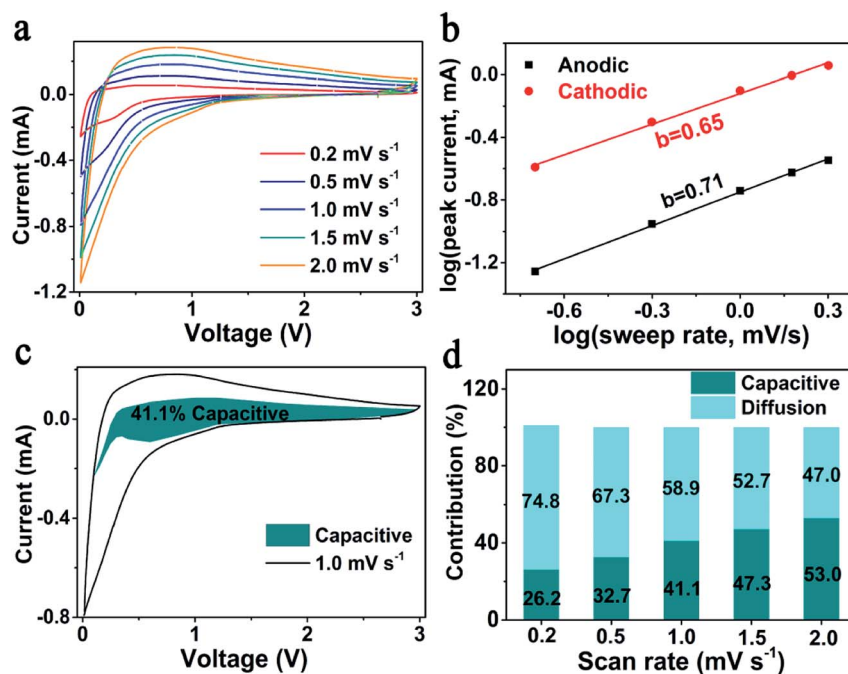 a
0.0
-0.4
-0.8
-1.2
Current (mA)
0.2 mV s-1
0.5 mV s-1
1.0 mV s-1
1.5 mV s-1
2.0 mV s-1
0 1 2 3
Voltage (V)
b
0.0
-0.4
-0.8
-1.2
log(peak current, mA)
Anodic
Cathodic
b=0.65
b=0.71
-0.6 -0.3 0.0 0.3
log(sweep rate, mV/s)
c
0.0
-0.4
-0.8
Current (mA)
41.1% Capacitive
Capacitive
1.0 mV s-1
0 1 2 3
Voltage (V)
d
Capacitive
Diffusion
120
80
40
0
Contribution (%)
74.8 67.3 58.9 52.7 47.0
26.2 32.7 41.1 47.3 53.0
0.2 0.5 1.0 1.5 2.0
Scan rate (mV s-1)